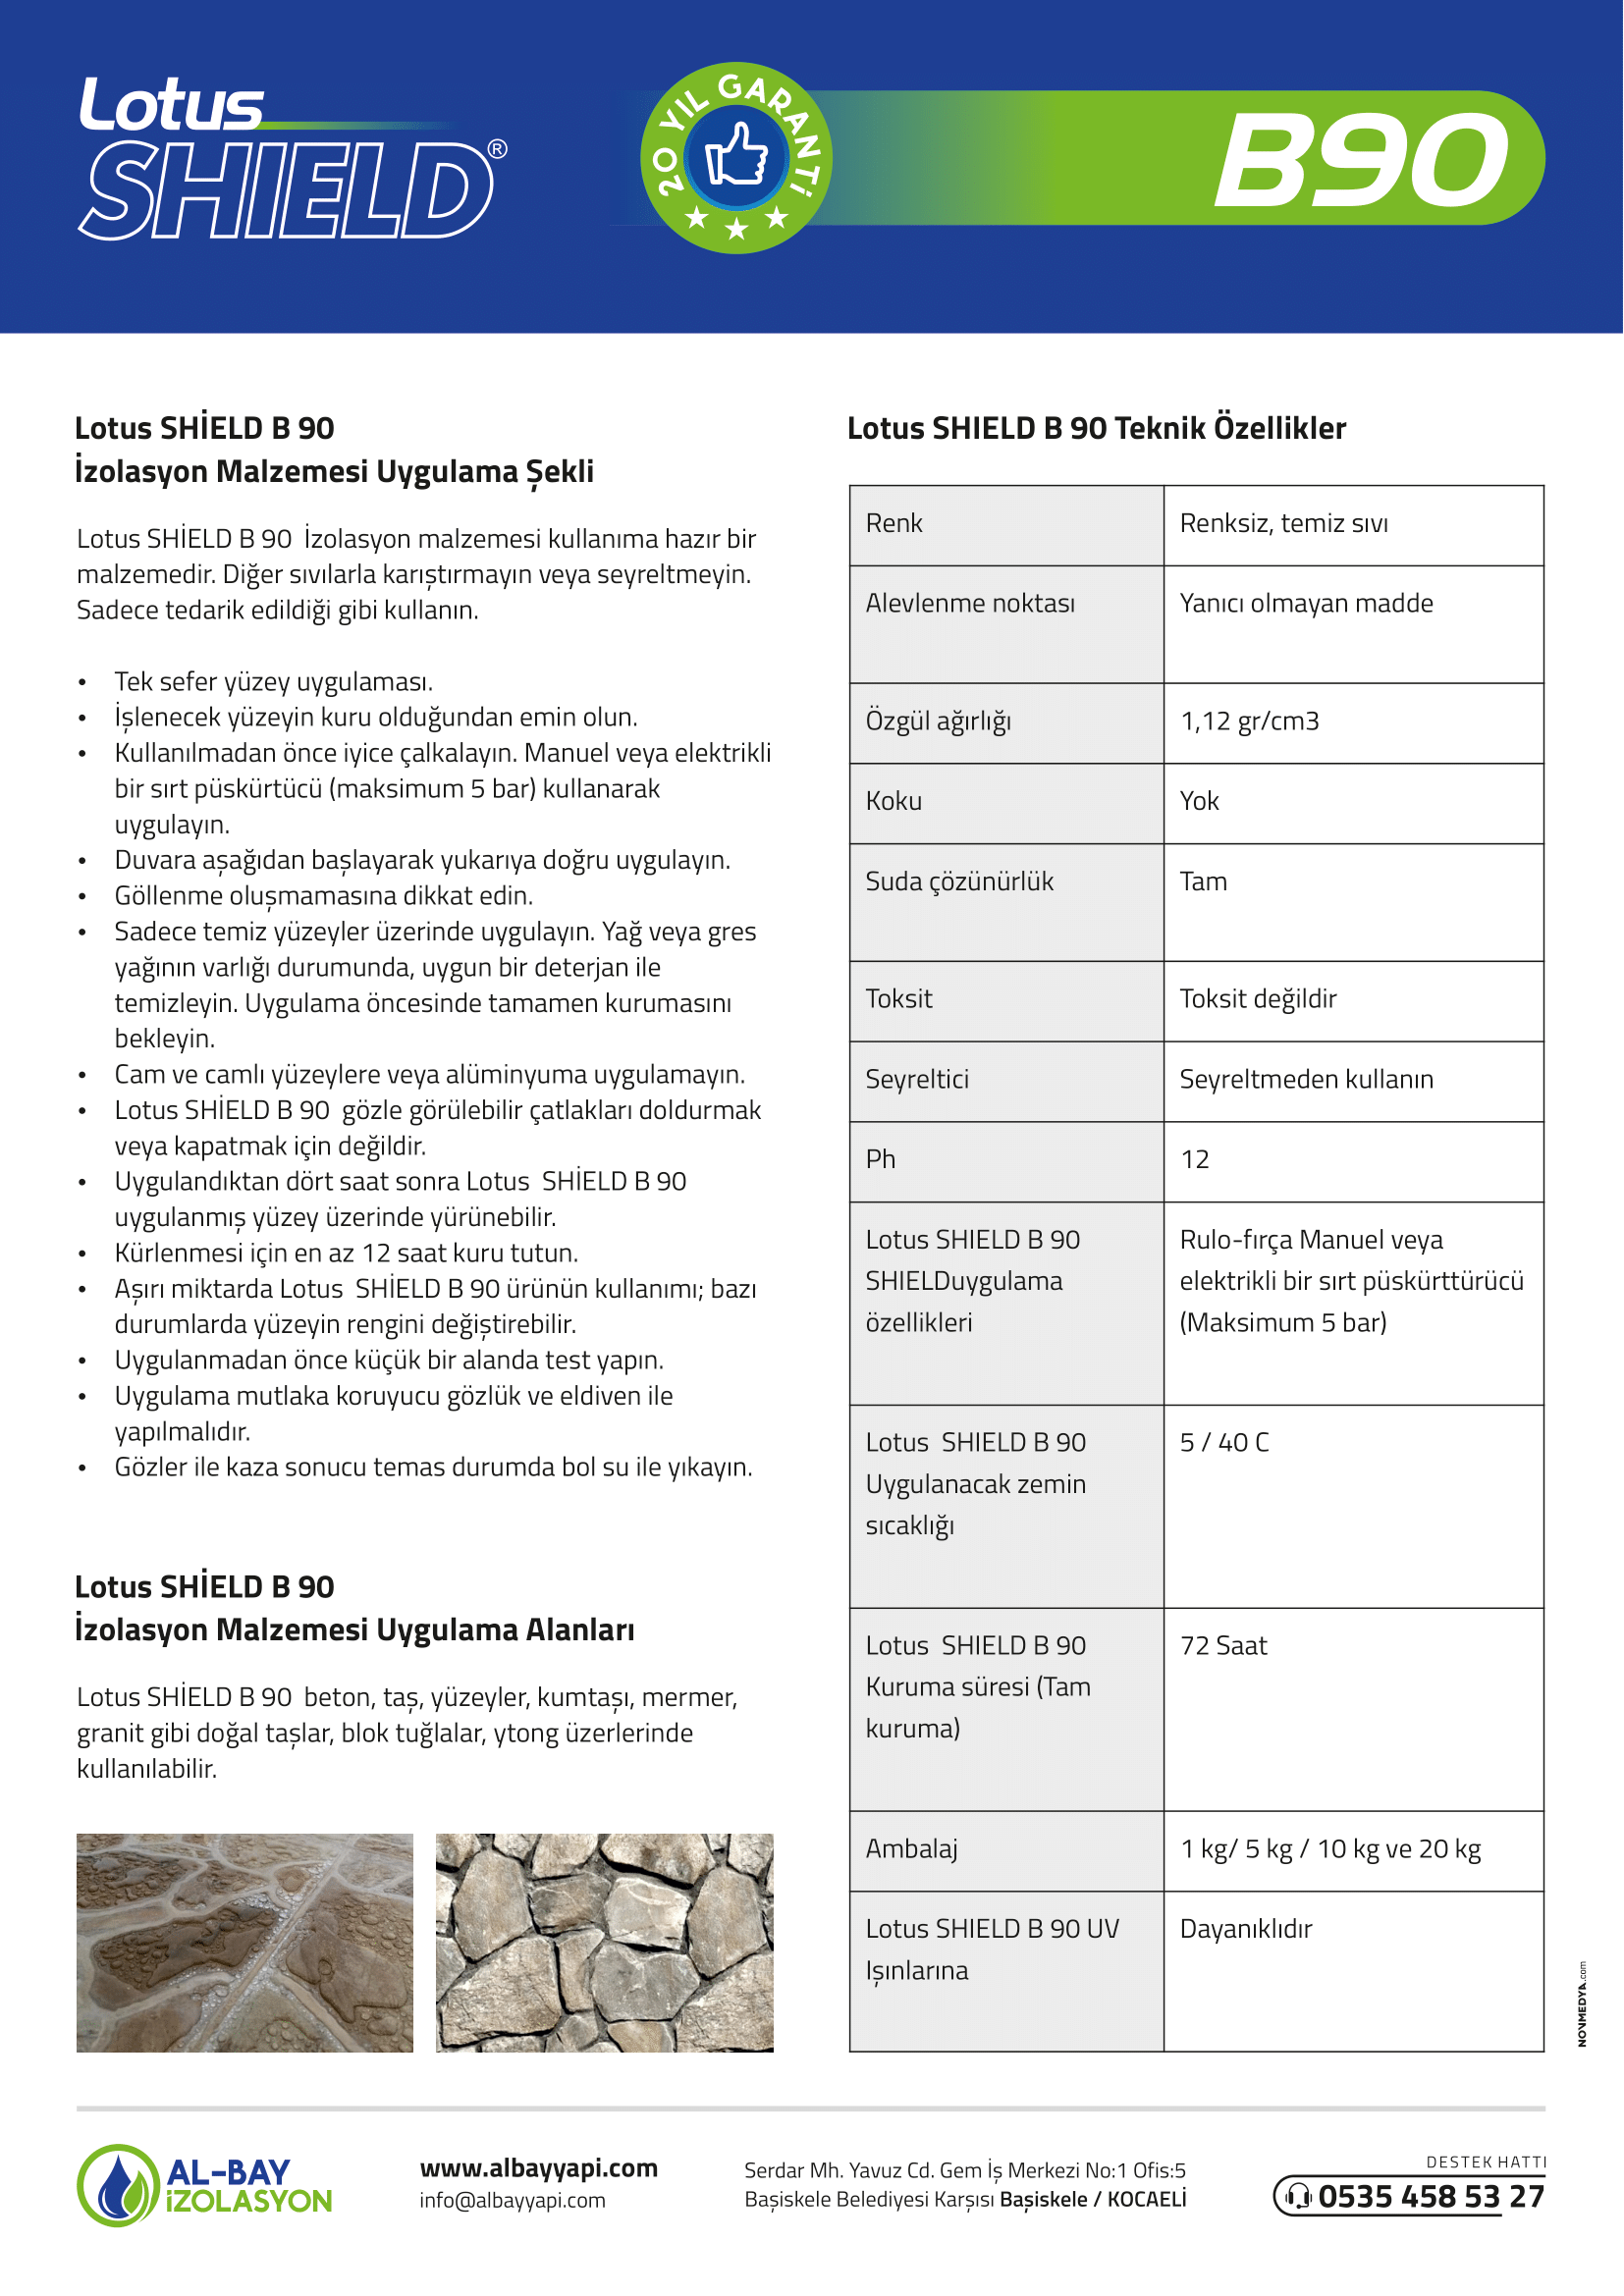 Lotus
SHIELD®
20 YIL GARANTİ
B90
Lotus SHİELD B 90
İzolasyon Malzemesi Uygulama Şekli
Lotus SHİELD B 90  İzolasyon malzemesi kullanıma hazır bir
malzemedir. Diğer sıvılarla karıştırmayın veya seyreltmeyin.
Sadece tedarik edildiği gibi kullanın.
• Tek sefer yüzey uygulaması.
• İşlenecek yüzeyin kuru olduğundan emin olun.
• Kullanılmadan önce iyice çalkalayın. Manuel veya elektrikli
bir sırt püskürtücü (maksimum 5 bar) kullanarak
uygulayın.
• Duvara aşağıdan başlayarak yukarıya doğru uygulayın.
• Göllenme oluşmamasına dikkat edin.
• Sadece temiz yüzeyler üzerinde uygulayın. Yağ veya gres
yağının varlığı durumunda, uygun bir deterjan ile
temizleyin. Uygulama öncesinde tamamen kurumasını
bekleyin.
• Cam ve camlı yüzeylere veya alüminyuma uygulamayın.
• Lotus SHİELD B 90  gözle görülebilir çatlakları doldurmak
veya kapatmak için değildir.
• Uygulandıktan dört saat sonra Lotus  SHİELD B 90
uygulanmış yüzey üzerinde yürünebilir.
• Kürlenmesi için en az 12 saat kuru tutun.
• Aşırı miktarda Lotus  SHİELD B 90 ürünün kullanımı; bazı
durumlarda yüzeyin rengini değiştirebilir.
• Uygulanmadan önce küçük bir alanda test yapın.
• Uygulama mutlaka koruyucu gözlük ve eldiven ile
yapılmalıdır.
• Gözler ile kaza sonucu temas durumda bol su ile yıkayın.
Lotus SHİELD B 90
İzolasyon Malzemesi Uygulama Alanları
Lotus SHİELD B 90  beton, taş, yüzeyler, kumtaşı, mermer,
granit gibi doğal taşlar, blok tuğlalar, ytong üzerlerinde
kullanılabilir.
Lotus SHIELD B 90 Teknik Özellikler
Renk Renksiz, temiz sıvı
Alevlenme noktası Yanıcı olmayan madde
Özgül ağırlığı 1,12 gr/cm3
Koku Yok
Suda çözünürlük Tam
Toksit Toksit değildir
Seyreltici Seyreltmeden kullanın
Ph 12
Lotus SHIELD B 90 Rulo-fırça Manuel veya
SHIELDuygulama elektrikli bir sırt püskürttürücü
özellikleri (Maksimum 5 bar)
Lotus  SHIELD B 90 5 / 40 C
Uygulanacak zemin
sıcaklığı
Lotus  SHIELD B 90 72 Saat
Kuruma süresi (Tam
kuruma)
Ambalaj 1 kg/ 5 kg / 10 kg ve 20 kg
Lotus SHIELD B 90 UV Dayanıklıdır
Işınlarına
NOVMEDYA.com
AL-BAY
İZOLASYON
www.albayyapi.com
info@albayyapi.com
Serdar Mh. Yavuz Cd. Gem İş Merkezi No:1 Ofis:5
Başiskele Belediyesi Karşısı Başiskele / KOCAELİ
DESTEK HATTI
0535 458 53 27